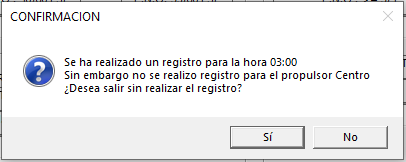 CONFIRMACION
Se ha realizado un registro para la hora 03:00
Sin embargo no se realizo registro para el propulsor Centro
¿Desea salir sin realizar el registro?
Sí
No